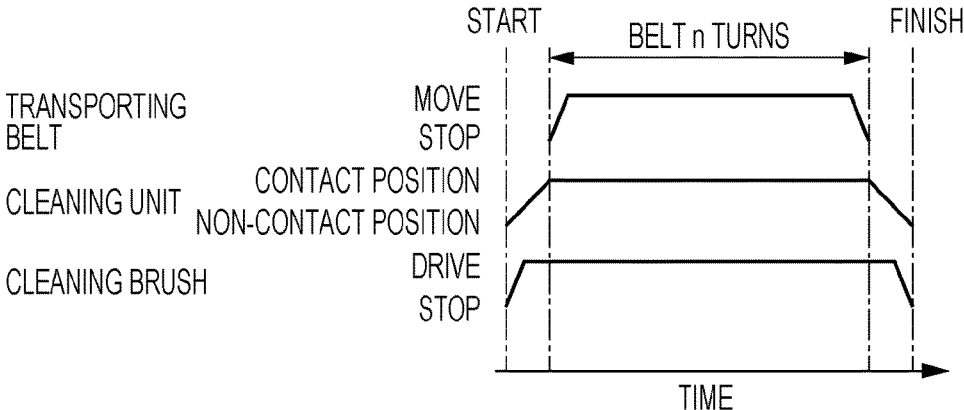 START
FINISH
BELT n TURNS
TRANSPORTING
BELT
MOVE
STOP
CLEANING UNIT
CONTACT POSITION
NON-CONTACT POSITION
CLEANING BRUSH
DRIVE
STOP
TIME